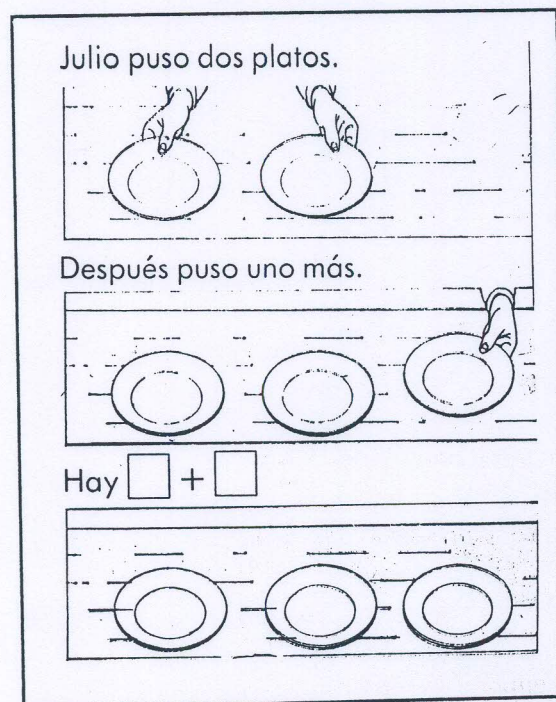 Julio puso dos platos.
Después puso uno más.
Hay □ + □